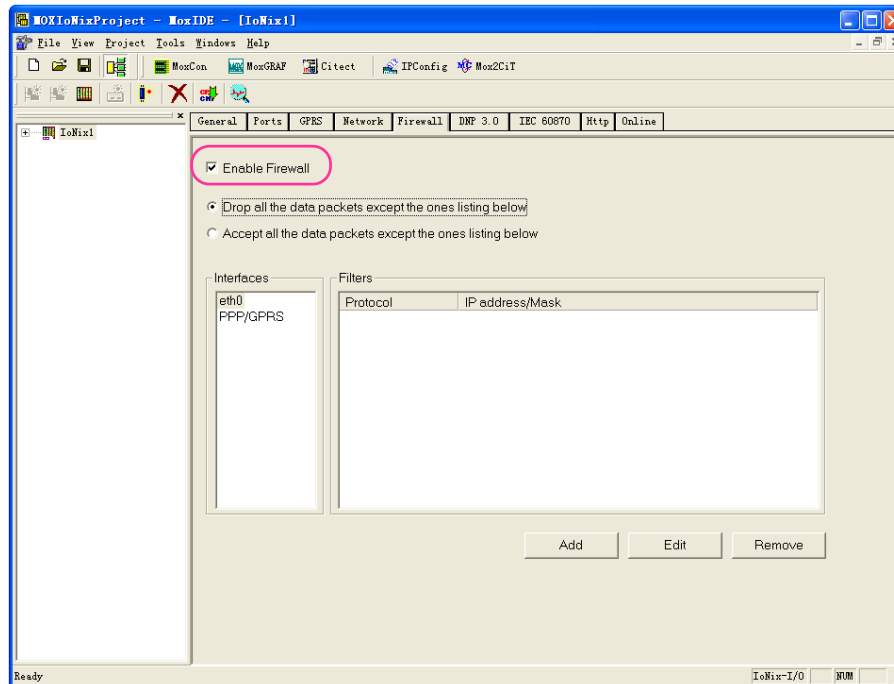 MOXIoNixProject - MoxIDE - [IoNix1]
File View Project Tools Windows Help
MoxCon MoxGRAF Citect IPConfig Mox2CiT
IoNix1
General Ports GPRS Network Firewall DNP 3.0 IEC 60870 Http Online
Enable Firewall
Drop all the data packets except the ones listing below
Accept all the data packets except the ones listing below
Interfaces
eth0
PPP/GPRS
Filters
Protocol IP address/Mask
Add Edit Remove
Ready IoNix-I/O NUM